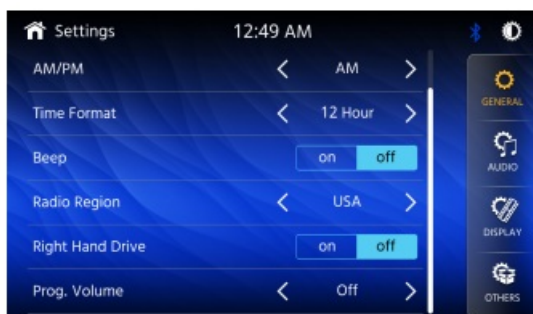 Settings 12:49 AM
AM/PM AM
Time Format 12 Hour
Beep on off
Radio Region USA
Right Hand Drive on off
Prog. Volume Off
GENERAL
AUDIO
DISPLAY
OTHERS